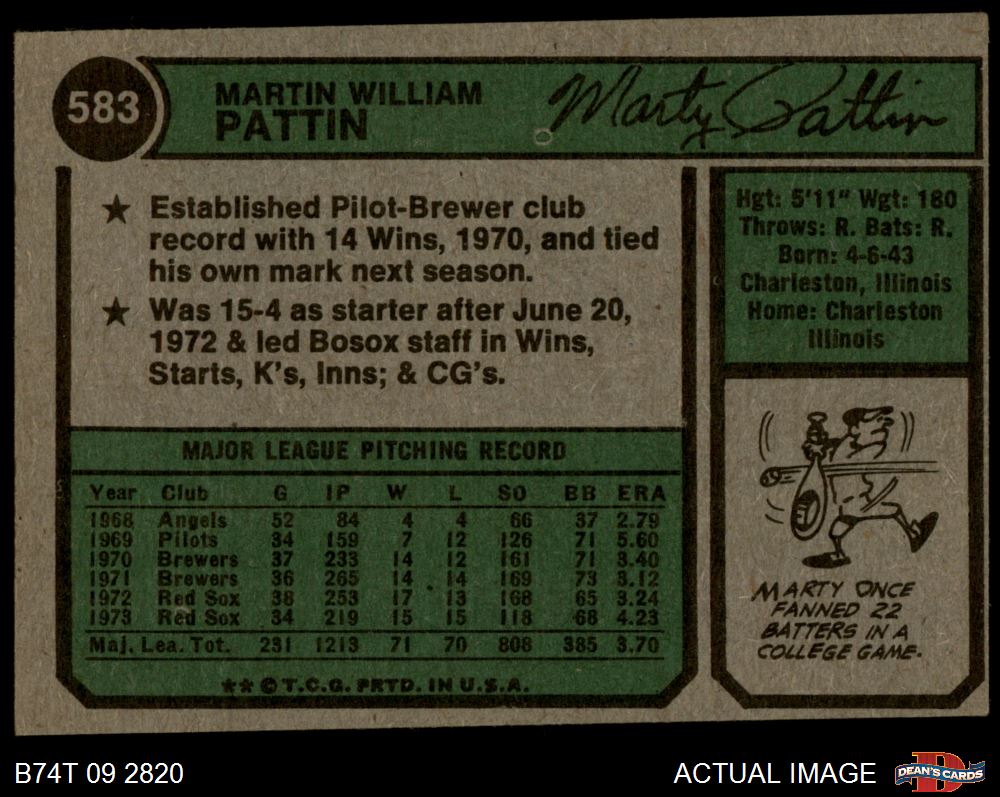 583
MARTIN WILLIAM
PATTIN
Marty Pattin
★ Established Pilot-Brewer club
record with 14 Wins, 1970, and tied
his own mark next season.
★ Was 15-4 as starter after June 20,
1972 & led Bosox staff in Wins,
Starts, K's, Inns; & CG's.
Hgt: 5'11" Wgt: 180
Throws: R. Bats: R.
Born: 4-6-43
Charleston, Illinois
Home: Charleston
Illinois
MAJOR LEAGUE PITCHING RECORD
Year Club G IP W L SO BB ERA
1968 Angels 52 84 4 4 66 37 2.79
1969 Pilots 34 159 7 12 126 71 5.60
1970 Brewers 37 233 14 12 161 71 3.40
1971 Brewers 36 265 14 14 169 73 3.12
1972 Red Sox 38 253 17 13 168 65 3.24
1973 Red Sox 34 219 15 15 118 68 4.23
Maj. Lea. Tot. 231 1213 71 70 808 385 3.70
★★ © T.C.G. PRTD. IN U.S.A.
MARTY ONCE
FANNED 22
BATTERS IN A
COLLEGE GAME.
B74T 09 2820
ACTUAL IMAGE
D
DEAN'S CARDS